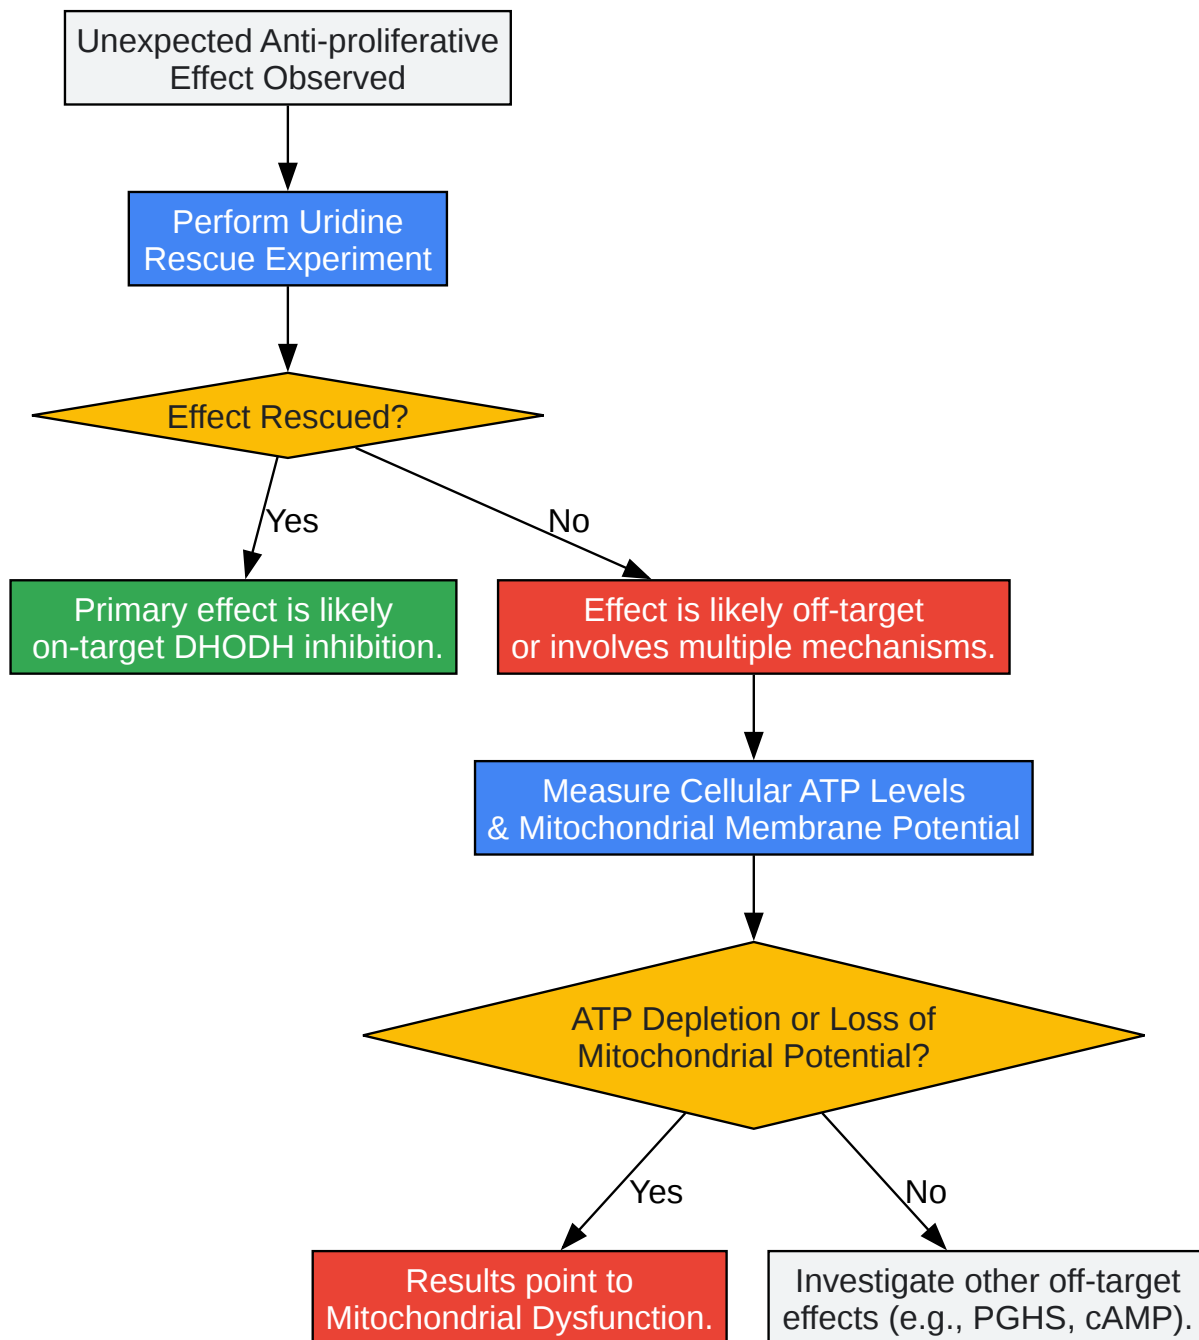 Unexpected Anti-proliferative
Effect Observed
Perform Uridine
Rescue Experiment
Effect Rescued?
Yes
No
Primary effect is likely
on-target DHODH inhibition.
Effect is likely off-target
or involves multiple mechanisms.
Measure Cellular ATP Levels
& Mitochondrial Membrane Potential
ATP Depletion or Loss of
Mitochondrial Potential?
Yes
No
Results point to
Mitochondrial Dysfunction.
Investigate other off-target
effects (e.g., PGHS, cAMP).